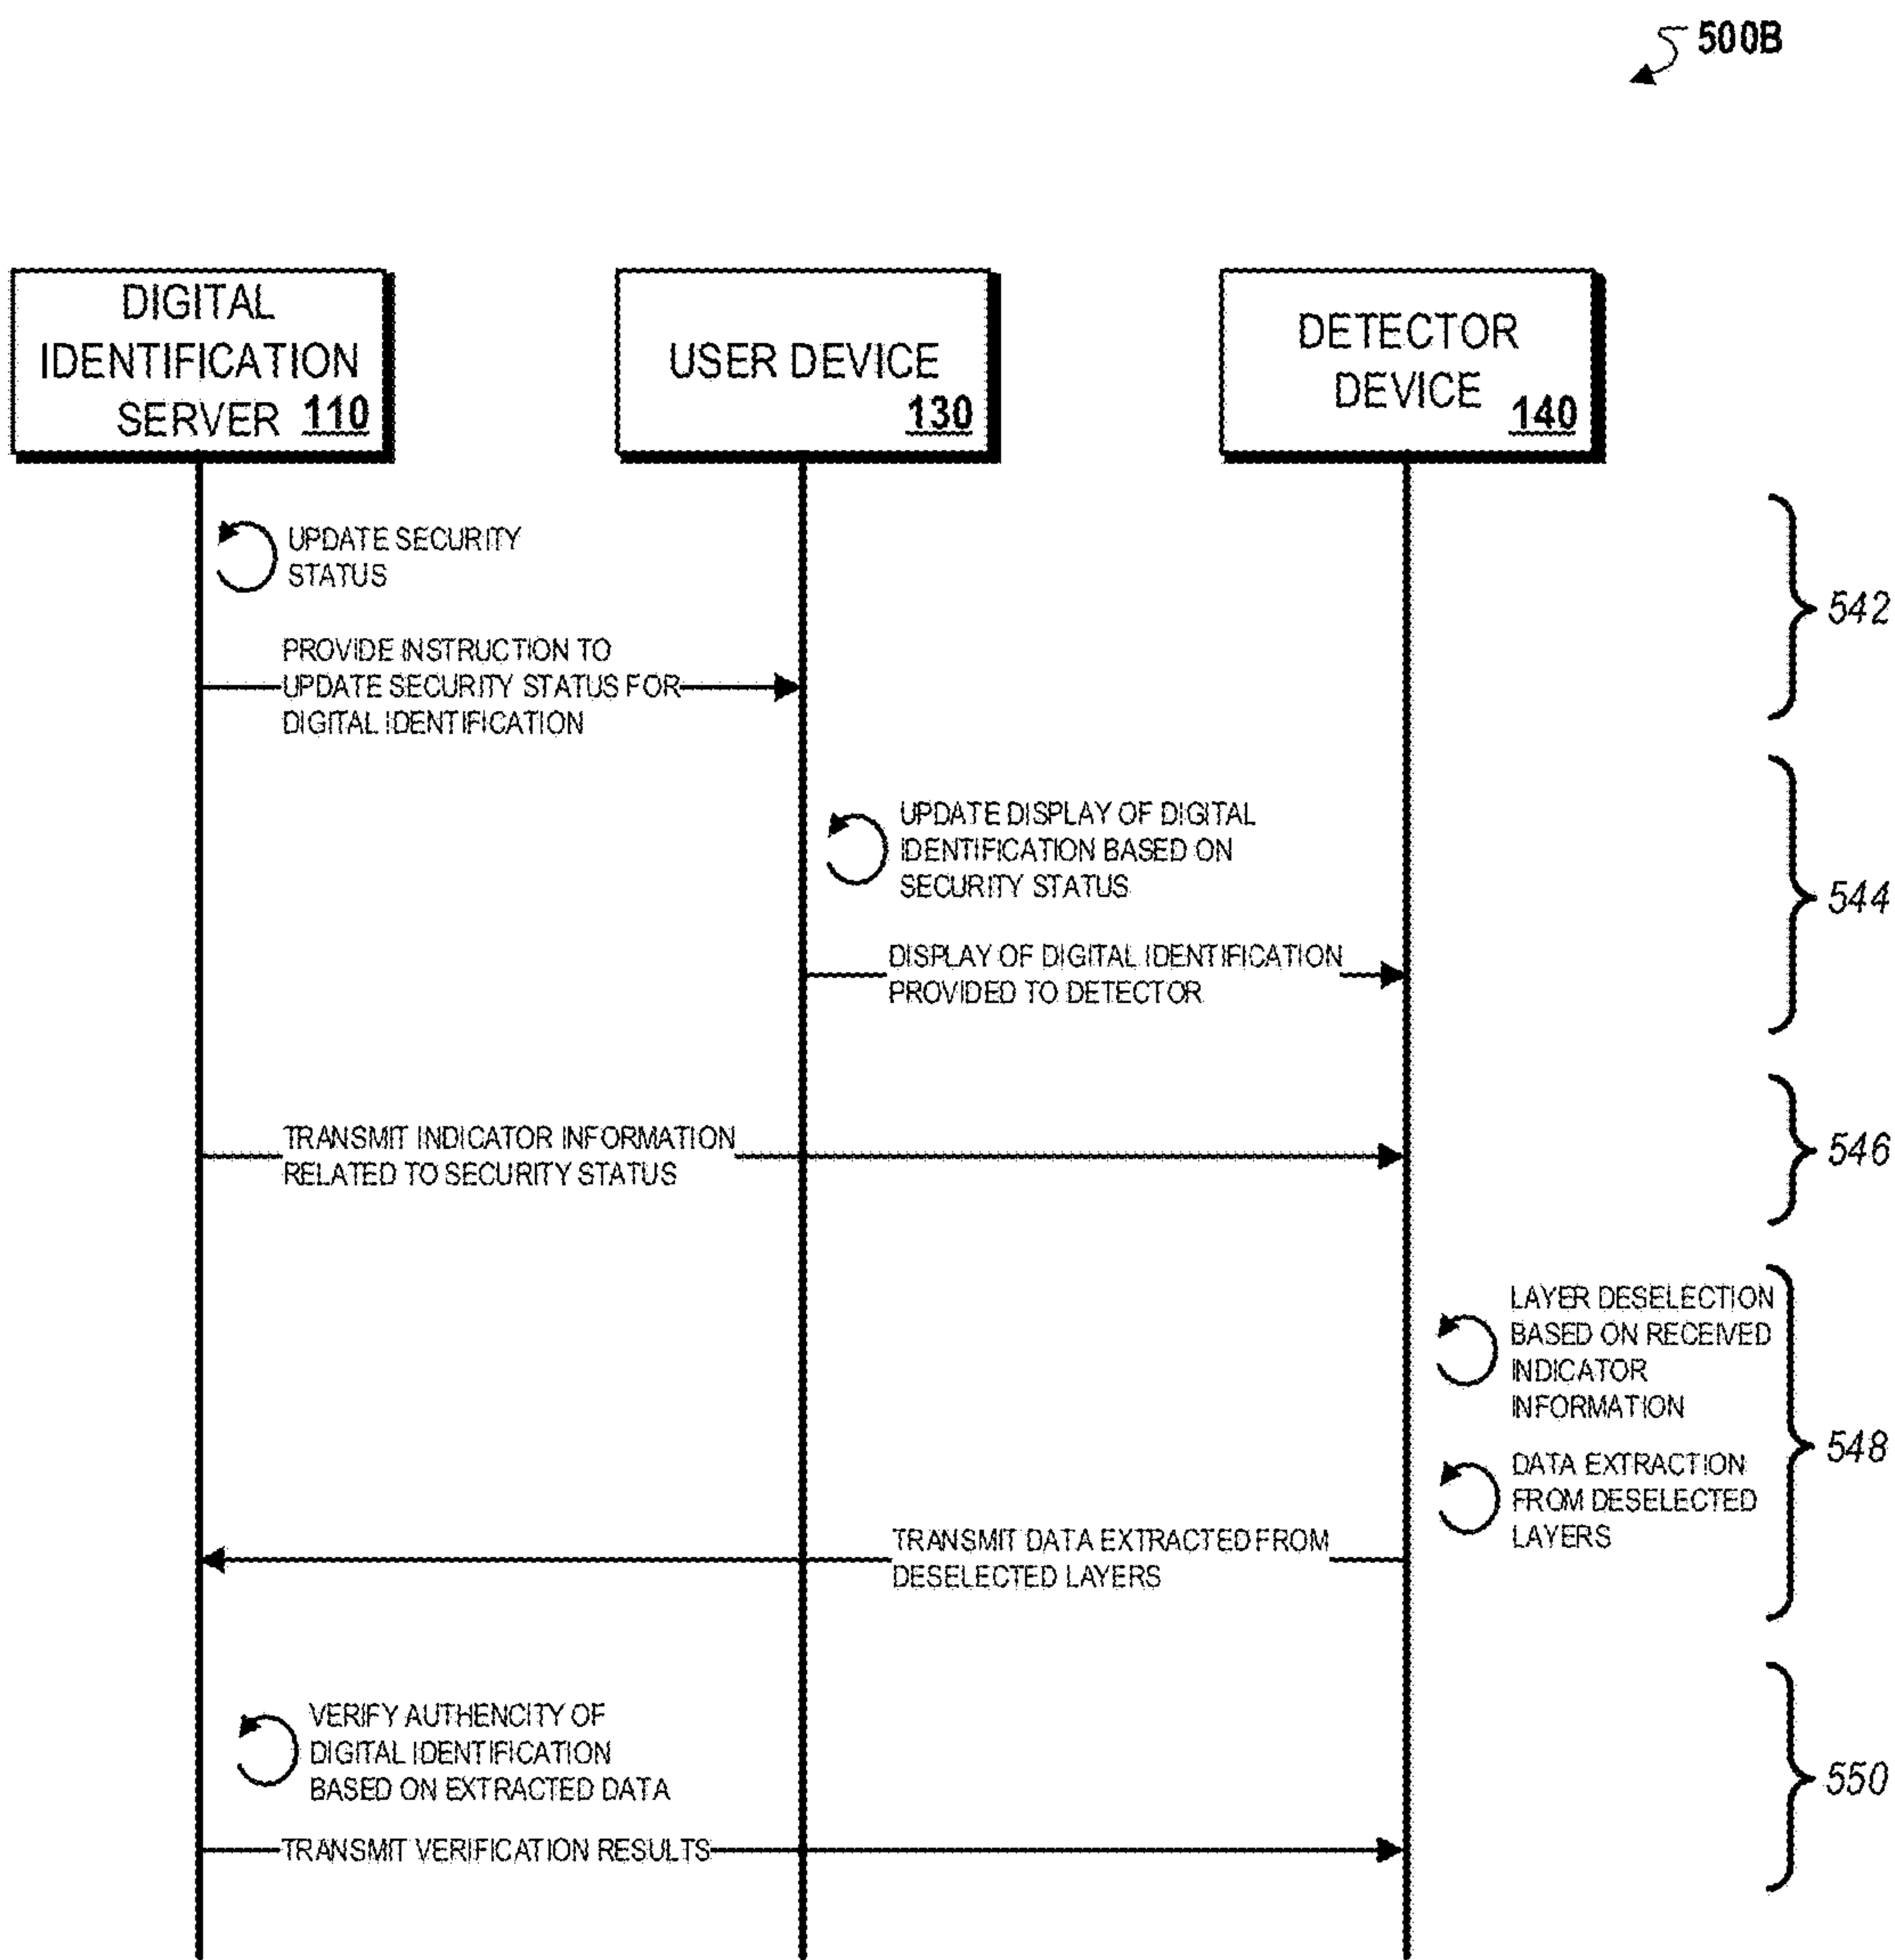 500B
DIGITAL
IDENTIFICATION
SERVER 110
USER DEVICE
130
DETECTOR
DEVICE 140
UPDATE SECURITY
STATUS
PROVIDE INSTRUCTION TO
UPDATE SECURITY STATUS FOR
DIGITAL IDENTIFICATION
542
UPDATE DISPLAY OF DIGITAL
IDENTIFICATION BASED ON
SECURITY STATUS
DISPLAY OF DIGITAL IDENTIFICATION
PROVIDED TO DETECTOR
544
TRANSMIT INDICATOR INFORMATION
RELATED TO SECURITY STATUS
546
LAYER DESELECTION
BASED ON RECEIVED
INDICATOR
INFORMATION
DATA EXTRACTION
FROM DESELECTED
LAYERS
TRANSMIT DATA EXTRACTED FROM
DESELECTED LAYERS
548
VERIFY AUTHENCITY OF
DIGITAL IDENTIFICATION
BASED ON EXTRACTED DATA
TRANSMIT VERIFICATION RESULTS
550